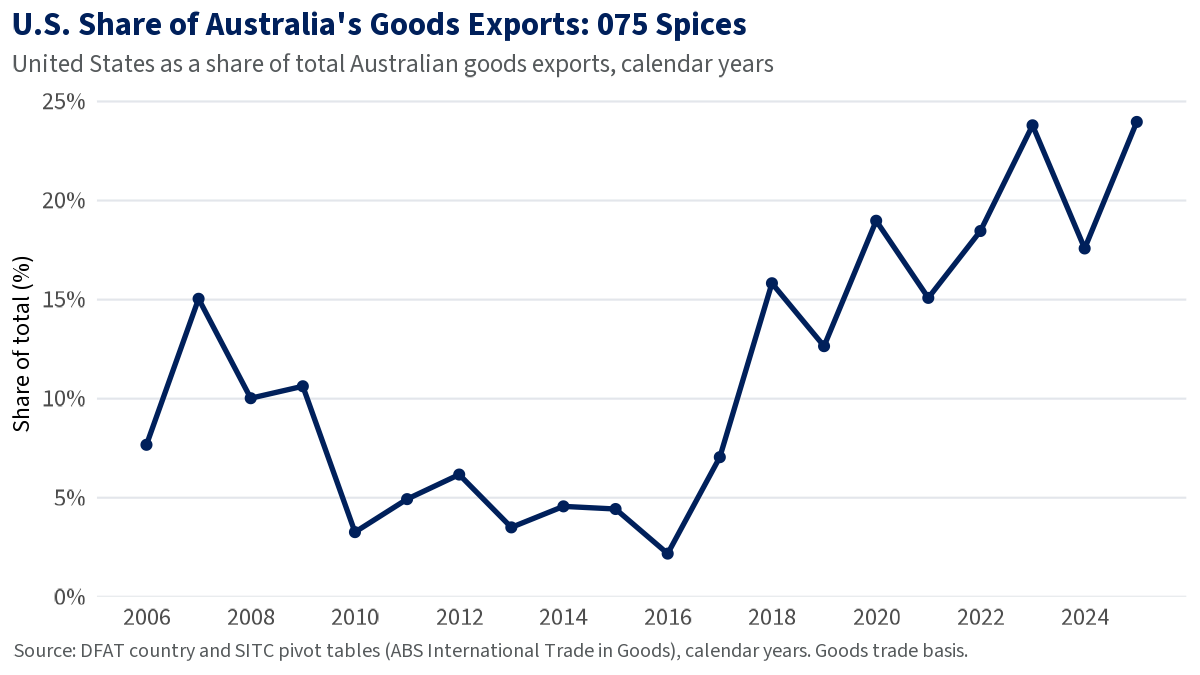 U.S. Share of Australia's Goods Exports: 075 Spices
United States as a share of total Australian goods exports, calendar years
Share of total (%)
25%
20%
15%
10%
5%
0%
2006 2008 2010 2012 2014 2016 2018 2020 2022 2024
Source: DFAT country and SITC pivot tables (ABS International Trade in Goods), calendar years. Goods trade basis.